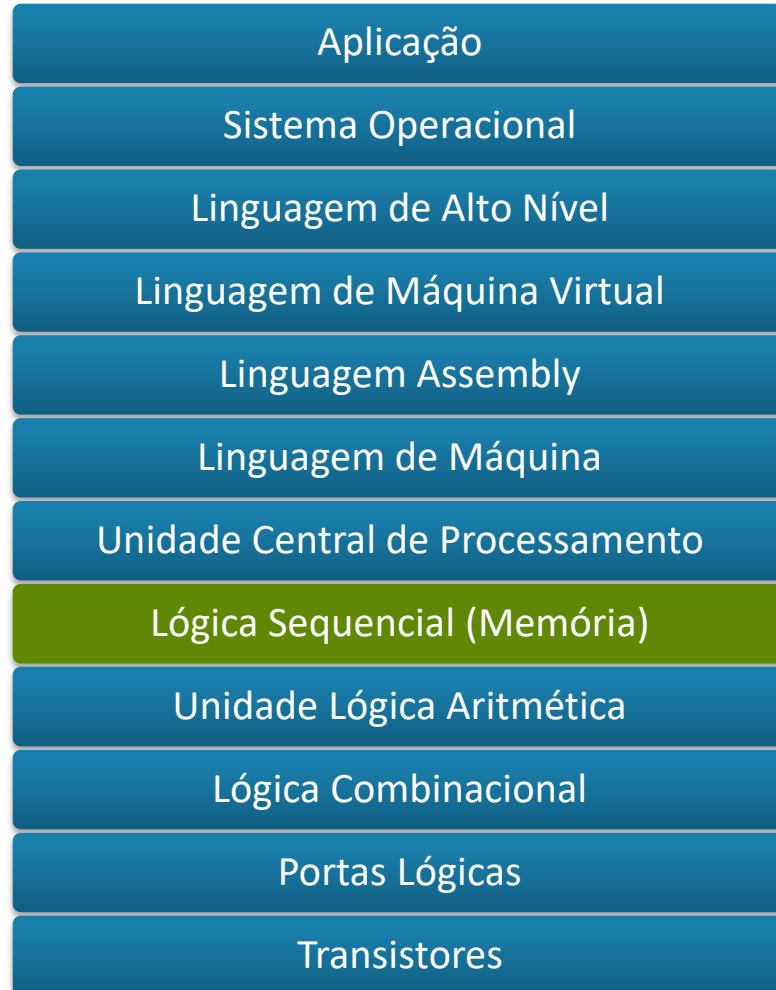 Aplicação
Sistema Operacional
Linguagem de Alto Nível
Linguagem de Máquina Virtual
Linguagem Assembly
Linguagem de Máquina
Unidade Central de Processamento
Lógica Sequencial (Memória)
Unidade Lógica Aritmética
Lógica Combinacional
Portas Lógicas
Transistores